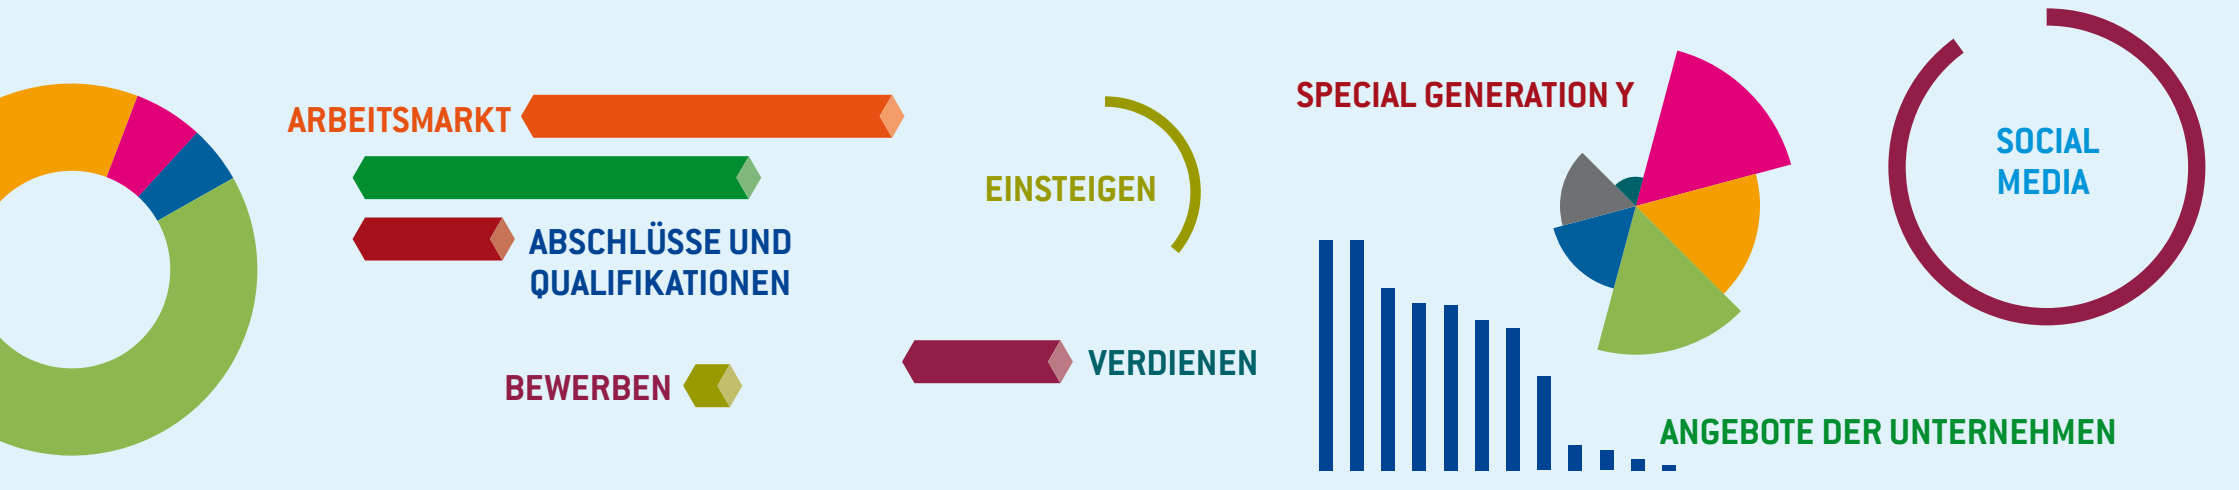 ARBEITSMARKT
ABSCHLÜSSE UND
QUALIFIKATIONEN
BEWERBEN
EINSTEIGEN
VERDIENEN
SPECIAL GENERATION Y
SOCIAL
MEDIA
ANGEBOTE DER UNTERNEHMEN